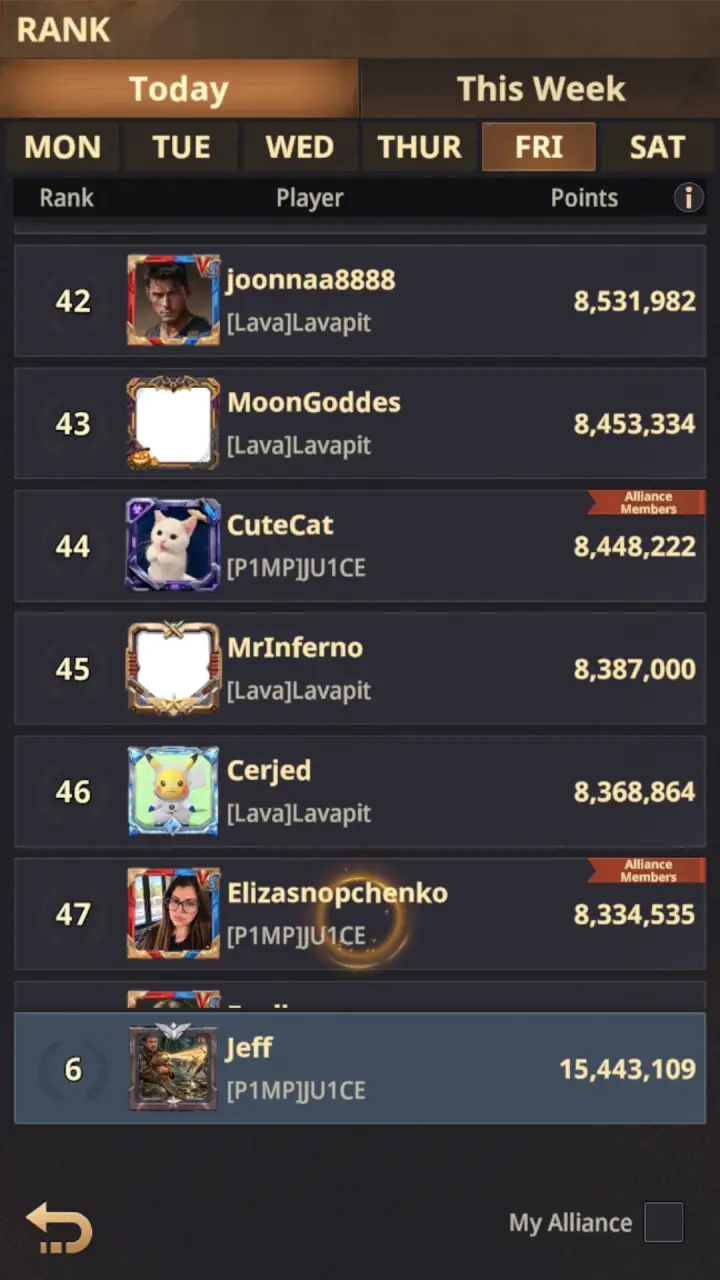 RANK
Today
This Week
MON TUE WED THUR FRI SAT
Rank Player Points i
42 joonnaa8888 8,531,982
[Lava]Lavapit
43 MoonGoddes 8,453,334
[Lava]Lavapit
Alliance
Members
44 CuteCat 8,448,222
[P1MP]JU1CE
45 MrInferno 8,387,000
[Lava]Lavapit
46 Cerjed 8,368,864
[Lava]Lavapit
Alliance
Members
47 Elizasnopchenko 8,334,535
[P1MP]JU1CE
6 Jeff 15,443,109
[P1MP]JU1CE
My Alliance